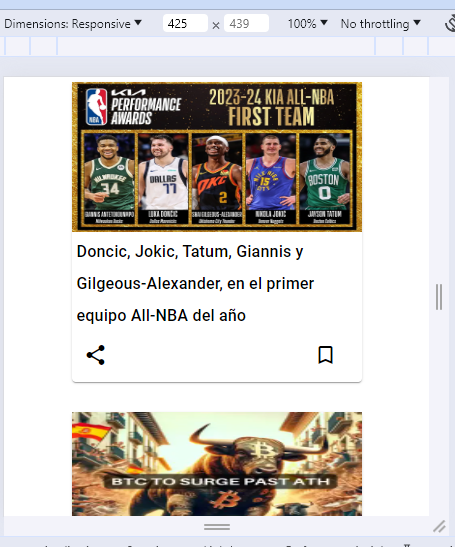 Dimensions: Responsive
425
x
439
100%
No throttling
NBA
KIA
PERFORMANCE
AWARDS
2023-24 KIA ALL-NBA
FIRST TEAM
MILWAUKEE
34
DALLAS
77
OKC
2
15
BOSTON
0
GIANNIS ANTETOKOUNMPO
LUKA DONCIC
SHAI GILGEOUS-ALEXANDER
NIKOLA JOKIC
JAYSON TATUM
Milwaukee Bucks
Dallas Mavericks
Oklahoma City Thunder
Denver Nuggets
Boston Celtics
Doncic, Jokic, Tatum, Giannis y
Gilgeous-Alexander, en el primer
equipo All-NBA del año
BTC TO SURGE PAST ATH